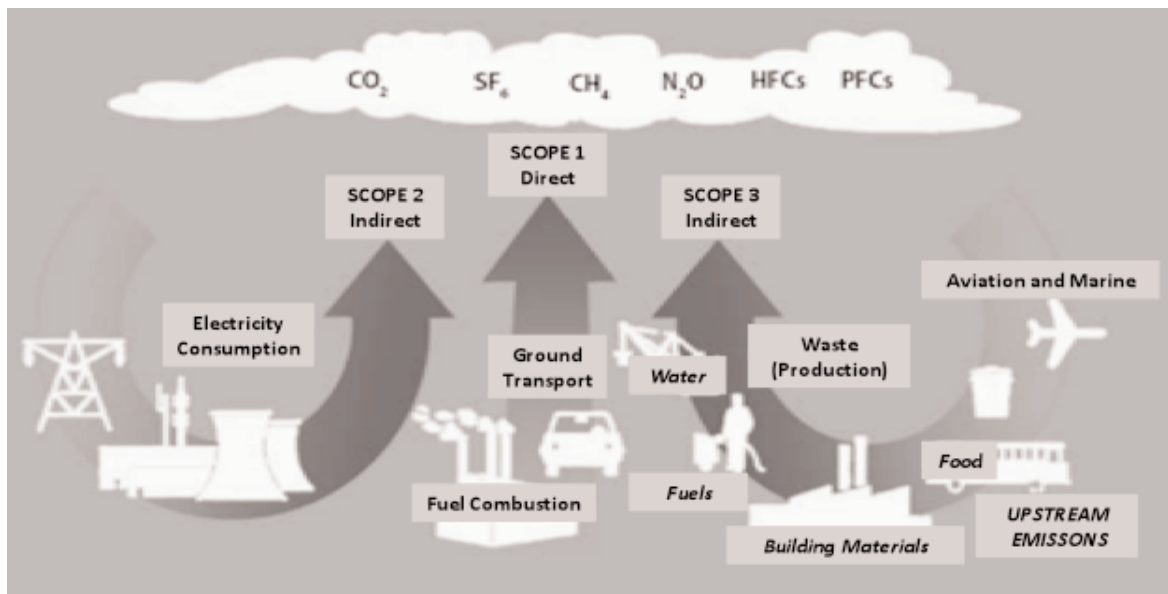 CO₂ SF₆ CH₄ N₂O HFCs PFCs
SCOPE 1
Direct
SCOPE 2
Indirect
SCOPE 3
Indirect
Aviation and Marine
Electricity
Consumption
Ground
Transport
Water
Waste
(Production)
Food
Fuel Combustion
Fuels
Building Materials
UPSTREAM
EMISSONS